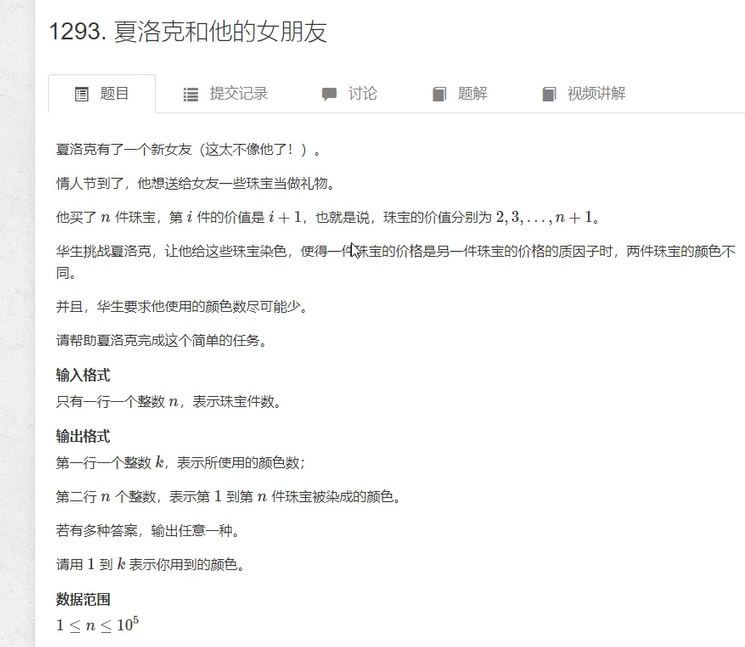 1293. 夏洛克和他的女朋友
题目 提交记录 讨论 题解 视频讲解
夏洛克有了一个新女友（这太不像他了！）。
情人节到了，他想送给女友一些珠宝当做礼物。
他买了 n 件珠宝，第 i 件的价值是 i + 1，也就是说，珠宝的价值分别为 2, 3, . . . , n + 1。
华生挑战夏洛克，让他给这些珠宝染色，使得一件珠宝的价格是另一件珠宝的价格的质因子时，两件珠宝的颜色不
同。
并且，华生要求他使用的颜色数尽可能少。
请帮助夏洛克完成这个简单的任务。
输入格式
只有一行一个整数 n，表示珠宝件数。
输出格式
第一行一个整数 k，表示所使用的颜色数；
第二行 n 个整数，表示第 1 到第 n 件珠宝被染成的颜色。
若有多种答案，输出任意一种。
请用 1 到 k 表示你用到的颜色。
数据范围
1 ≤ n ≤ 10⁵